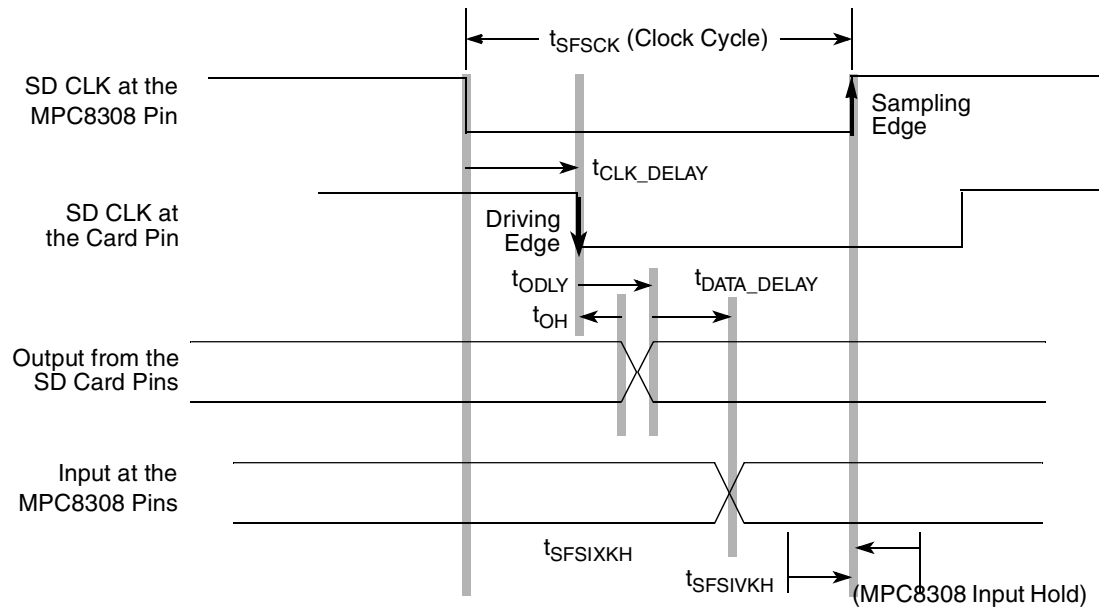 tSFSCK (Clock Cycle)
SD CLK at the
MPC8308 Pin
Sampling
Edge
tCLK_DELAY
SD CLK at
the Card Pin
Driving
Edge
tODLY
tDATA_DELAY
tOH
Output from the
SD Card Pins
Input at the
MPC8308 Pins
tSFSIXKH
tSFSIVKH
(MPC8308 Input Hold)